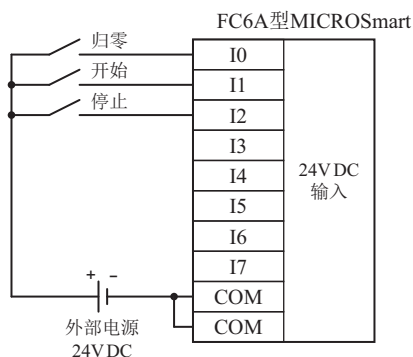 FC6A型MICROSmart
归零
I0
开始
I1
停止
I2
I3
I4
24V DC
输入
I5
I6
I7
+ −
COM
外部电源
COM
24V DC